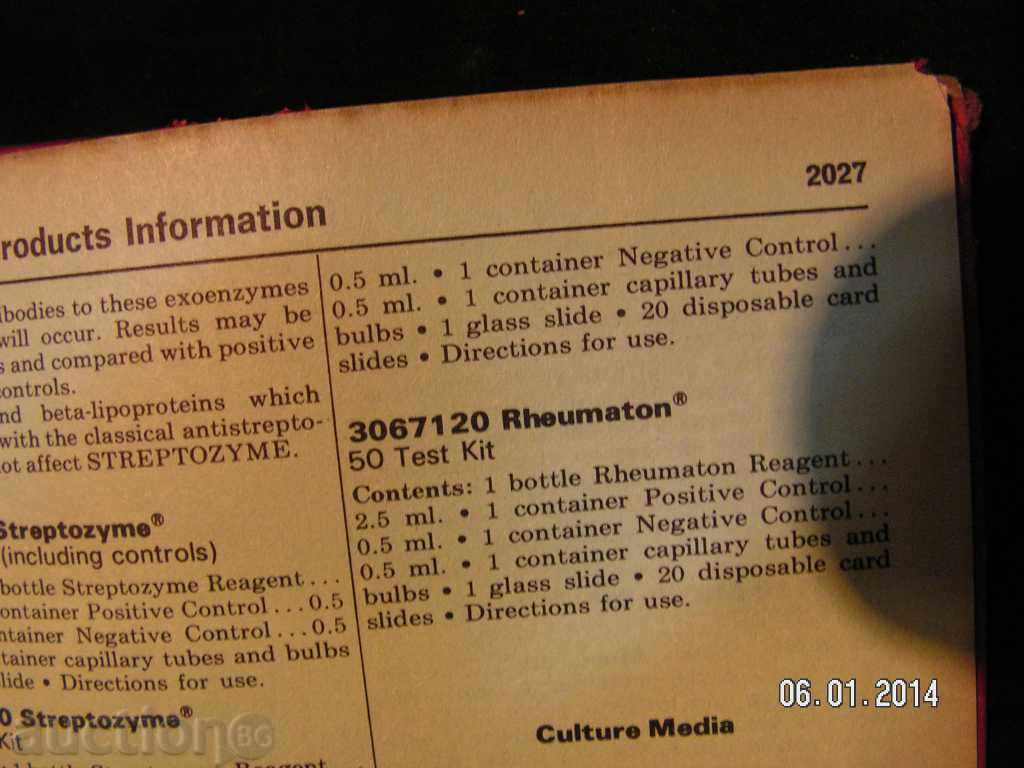 2027
roducts Information
ibodies to these exoenzymes
will occur. Results may be
s and compared with positive
controls.
nd beta-lipoproteins which
with the classical antistrepto-
ot affect STREPTOZYME.
Streptozyme®
(including controls)
bottle Streptozyme Reagent...
ontainer Positive Control...0.5
ntainer Negative Control...0.5
tainer capillary tubes and bulbs
lide • Directions for use.
0 Streptozyme®
Kit
Streptozyme Reagent
0.5 ml. • 1 container Negative Control...
0.5 ml. • 1 container capillary tubes and
bulbs • 1 glass slide • 20 disposable card
slides • Directions for use.
3067120 Rheumaton®
50 Test Kit
Contents: 1 bottle Rheumaton Reagent...
2.5 ml. • 1 container Positive Control...
0.5 ml. • 1 container Negative Control...
0.5 ml. • 1 container capillary tubes and
bulbs • 1 glass slide • 20 disposable card
slides • Directions for use.
Culture Media
06.01.2014
auction BG